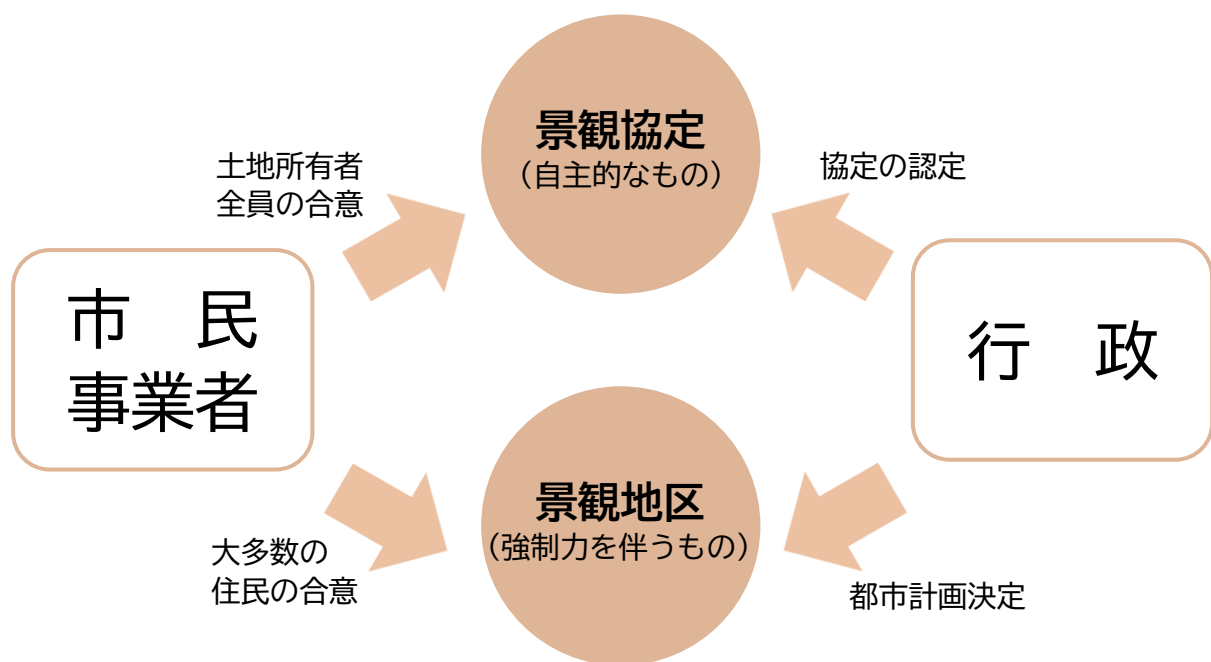 景観協定
（自主的なもの）
土地所有者
全員の合意
協定の認定
市　民
事業者
行　政
景観地区
（強制力を伴うもの）
大多数の
住民の合意
都市計画決定